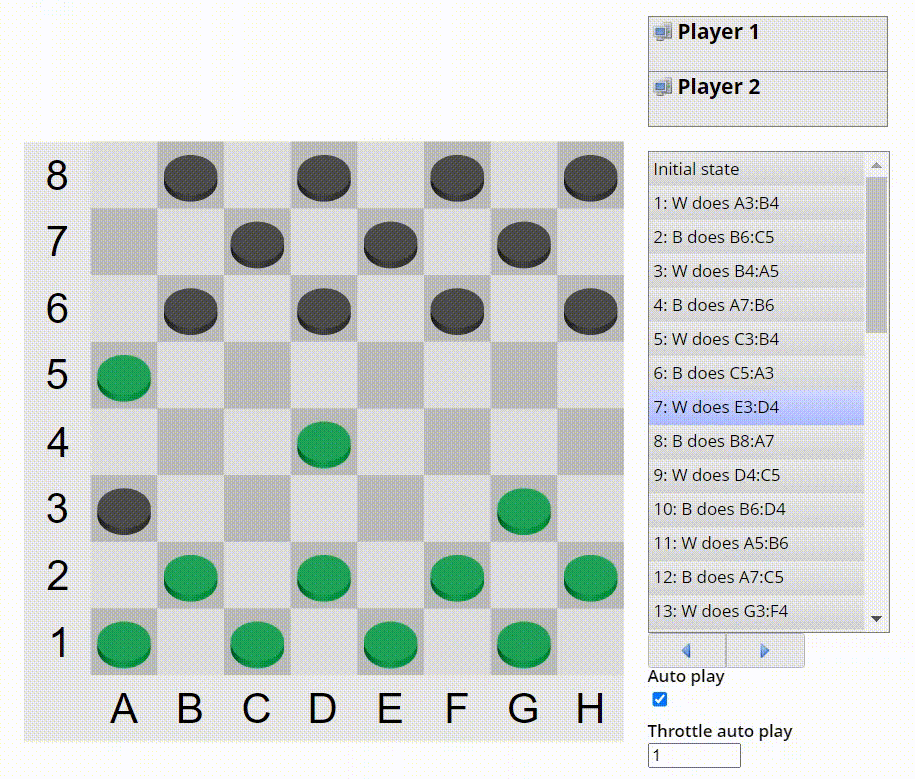 Player 1
Player 2
8
7
6
5
4
3
2
1
A B C D E F G H
Initial state
1: W does A3:B4
2: B does B6:C5
3: W does B4:A5
4: B does A7:B6
5: W does C3:B4
6: B does C5:A3
7: W does E3:D4
8: B does B8:A7
9: W does D4:C5
10: B does B6:D4
11: W does A5:B6
12: B does A7:C5
13: W does G3:F4
Auto play
Throttle auto play
1